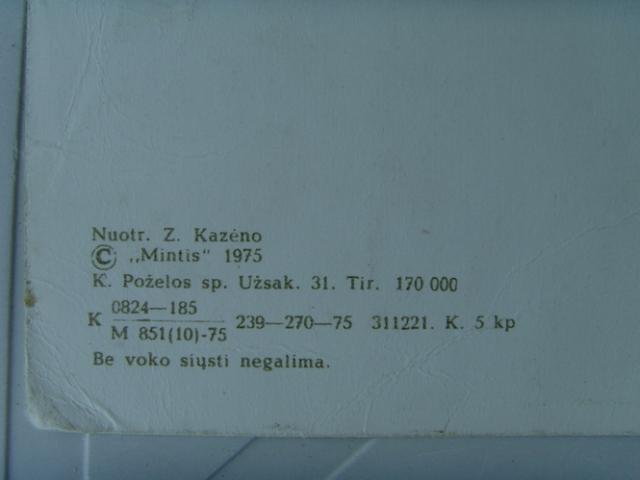 Nuotr. Z. Kazėno
© „Mintis" 1975
K. Poželos sp. Užsak. 31. Tir. 170 000
K 0824—185
M 851(10)-75 239—270—75 311221. K. 5 kp
Be voko siųsti negalima.